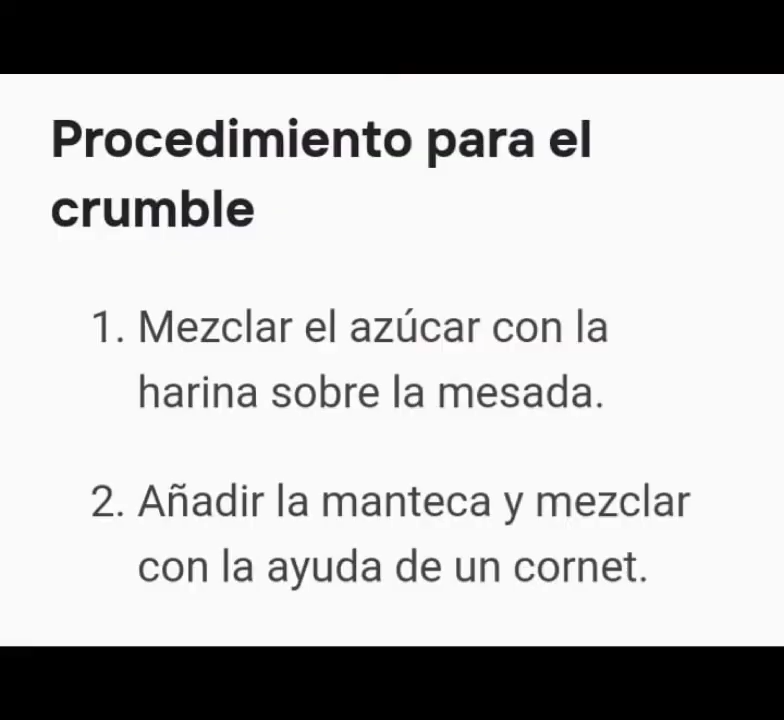 Procedimiento para el
crumble
1. Mezclar el azúcar con la
harina sobre la mesada.
2. Añadir la manteca y mezclar
con la ayuda de un cornet.